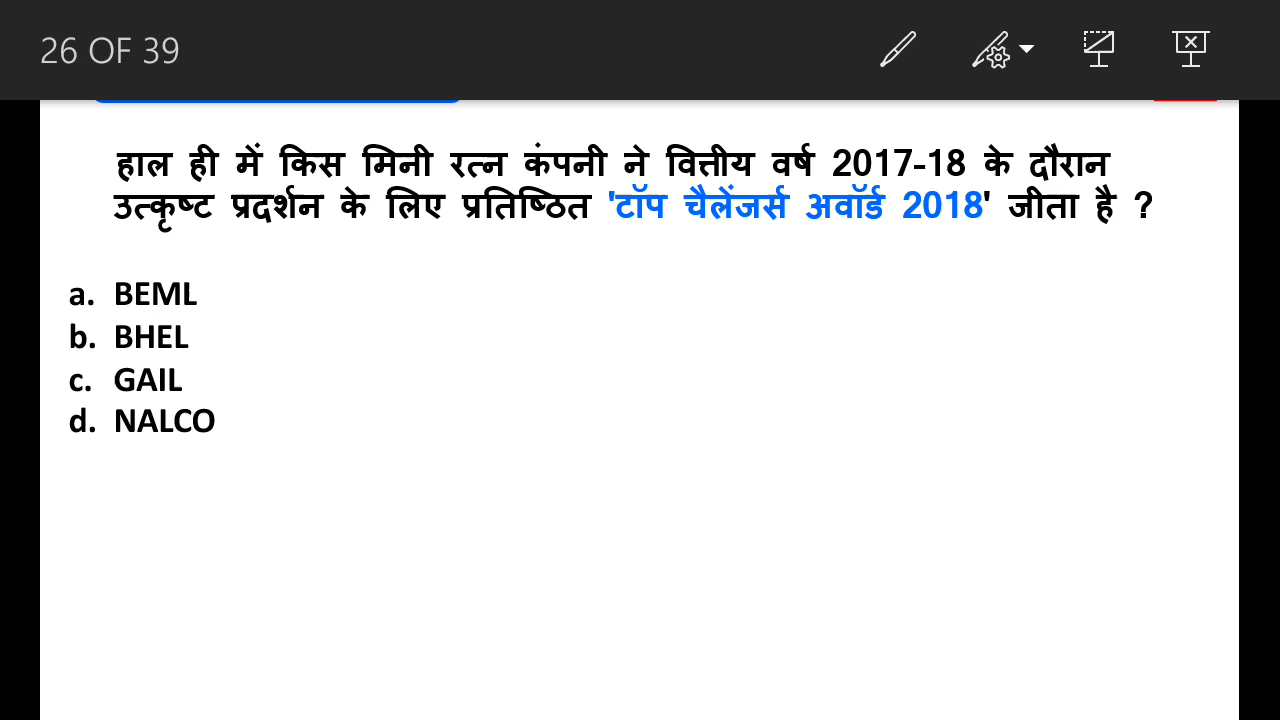 26 OF 39
हाल ही में किस मिनी रत्न कंपनी ने वित्तीय वर्ष 2017-18 के दौरान
उत्कृष्ट प्रदर्शन के लिए प्रतिष्ठित 'टॉप चैलेंजर्स अवॉर्ड 2018' जीता है ?
a. BEML
b. BHEL
c. GAIL
d. NALCO